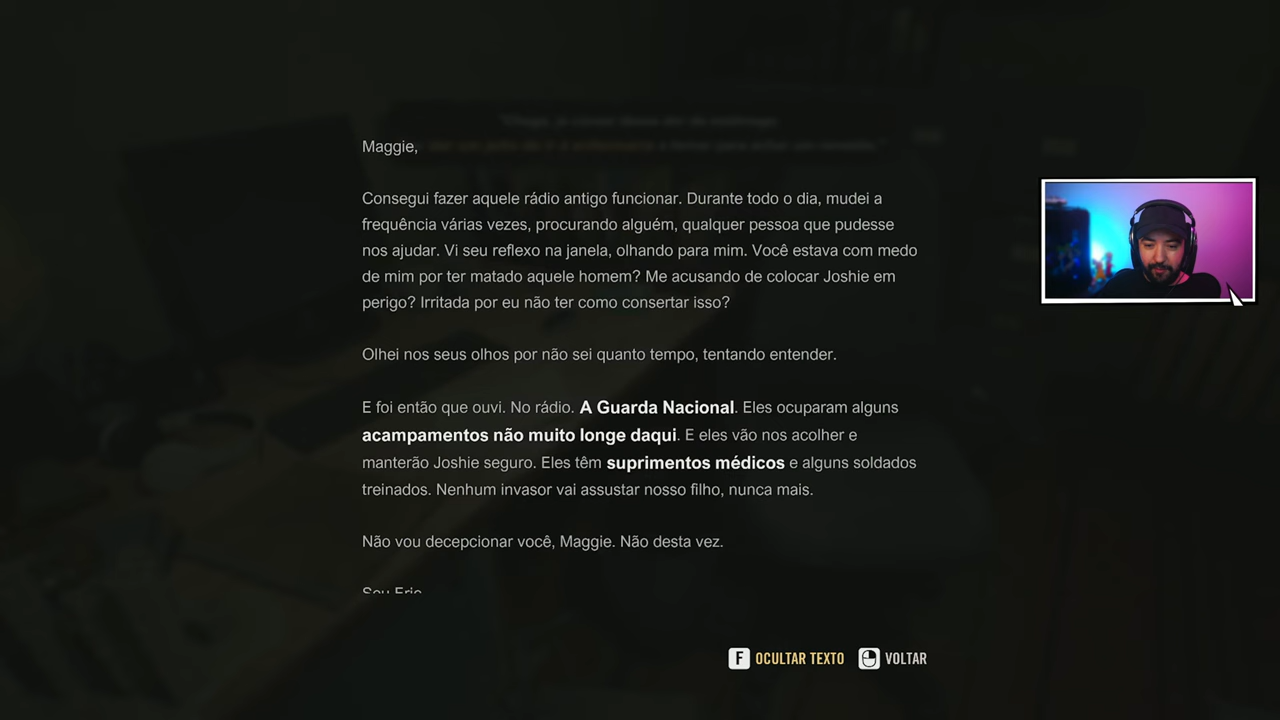 Maggie,
Consegui fazer aquele rádio antigo funcionar. Durante todo o dia, mudei a
frequência várias vezes, procurando alguém, qualquer pessoa que pudesse
nos ajudar. Vi seu reflexo na janela, olhando para mim. Você estava com medo
de mim por ter matado aquele homem? Me acusando de colocar Joshie em
perigo? Irritada por eu não ter como consertar isso?
Olhei nos seus olhos por não sei quanto tempo, tentando entender.
E foi então que ouvi. No rádio. A Guarda Nacional. Eles ocuparam alguns
acampamentos não muito longe daqui. E eles vão nos acolher e
manterão Joshie seguro. Eles têm suprimentos médicos e alguns soldados
treinados. Nenhum invasor vai assustar nosso filho, nunca mais.
Não vou decepcionar você, Maggie. Não desta vez.
F OCULTAR TEXTO VOLTAR